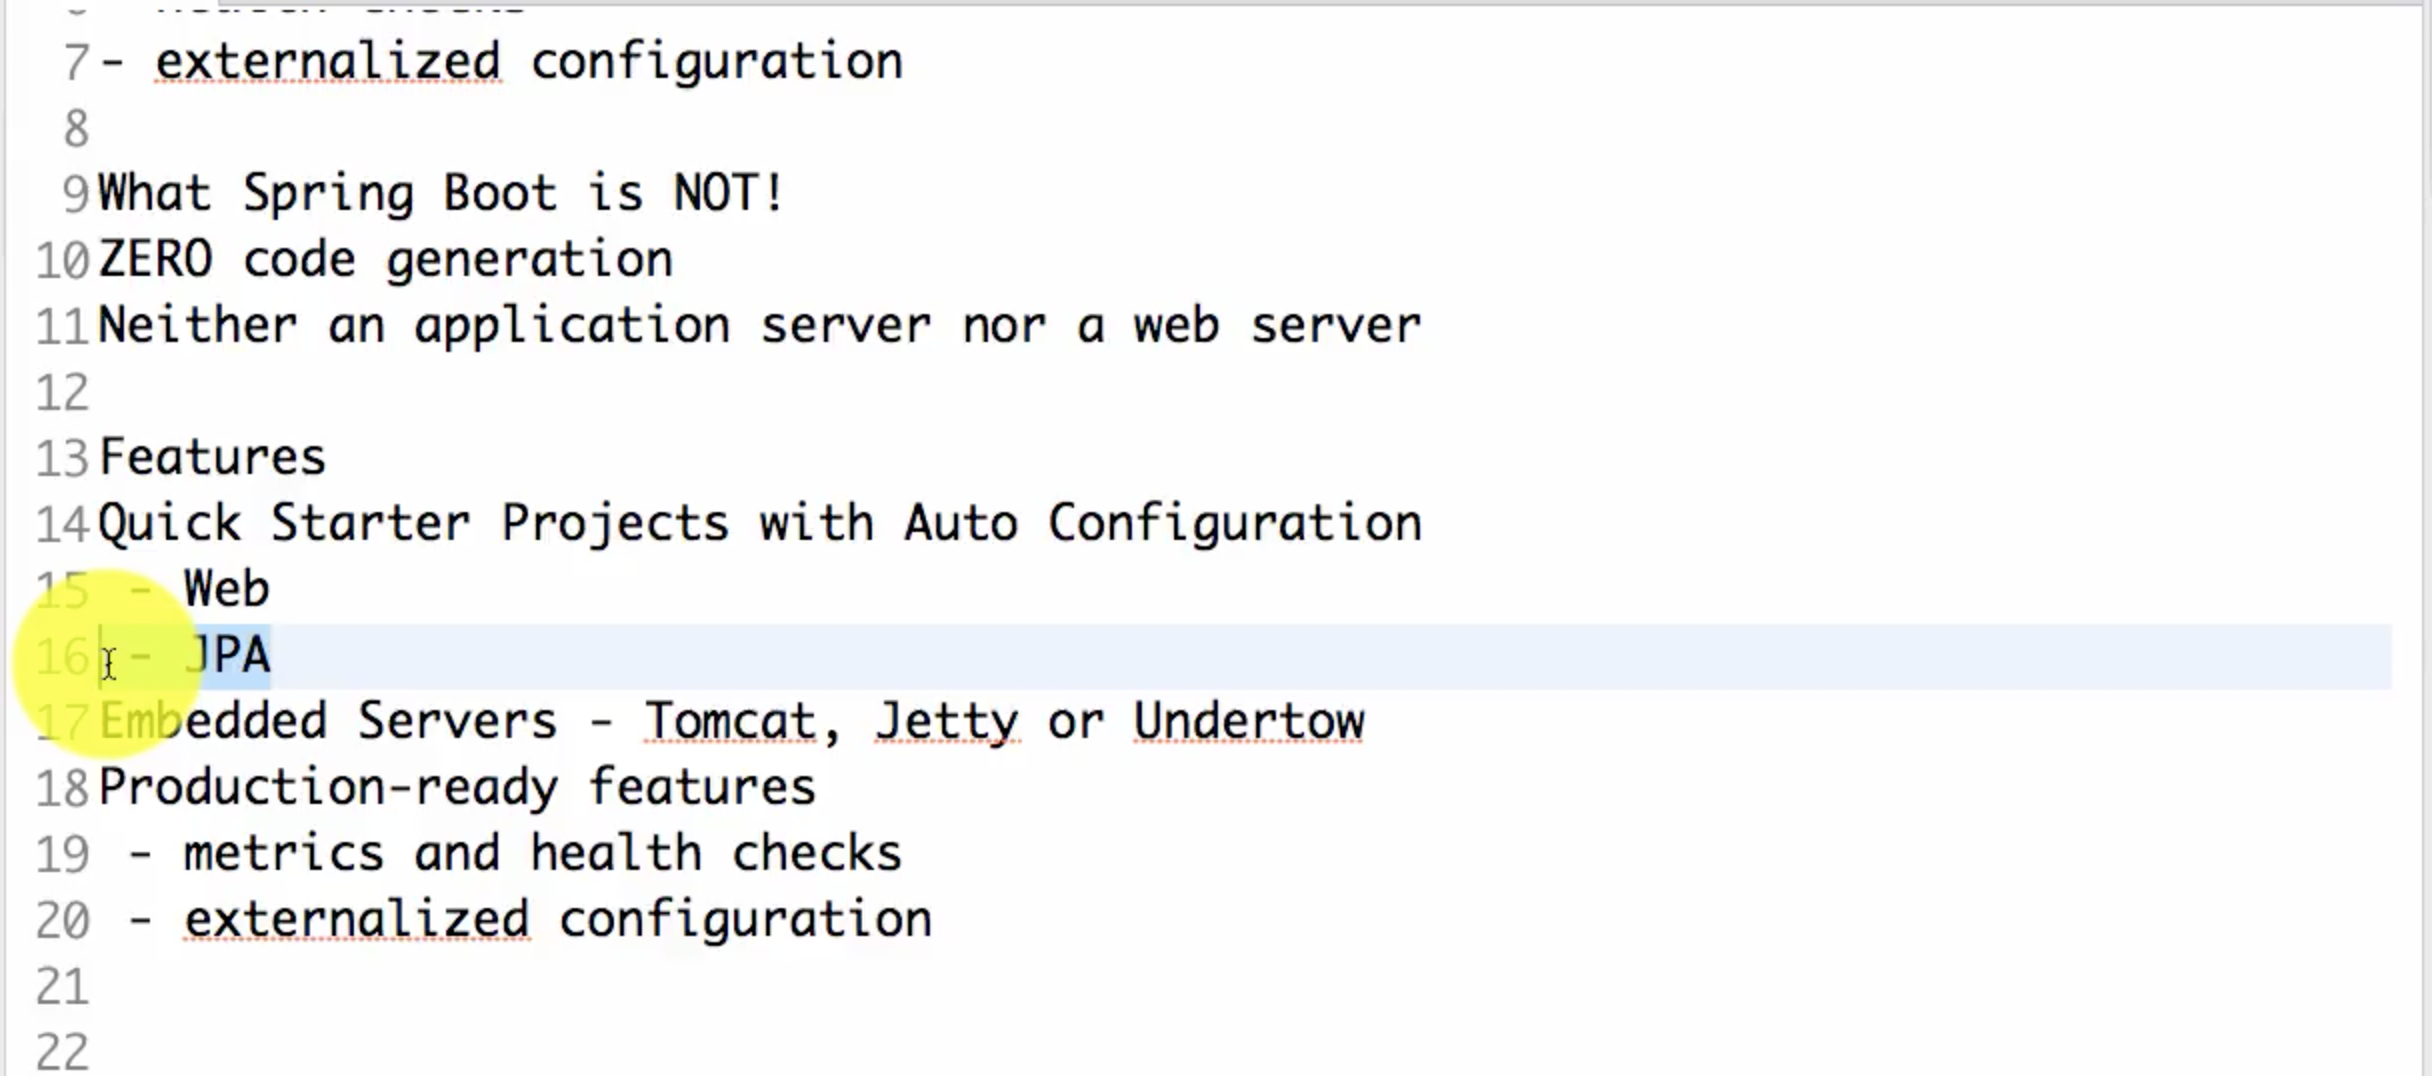 7 - externalized configuration
8
9 What Spring Boot is NOT!
10 ZERO code generation
11 Neither an application server nor a web server
12
13 Features
14 Quick Starter Projects with Auto Configuration
15 - Web
16 - JPA
17 Embedded Servers - Tomcat, Jetty or Undertow
18 Production-ready features
19 - metrics and health checks
20 - externalized configuration
21
22